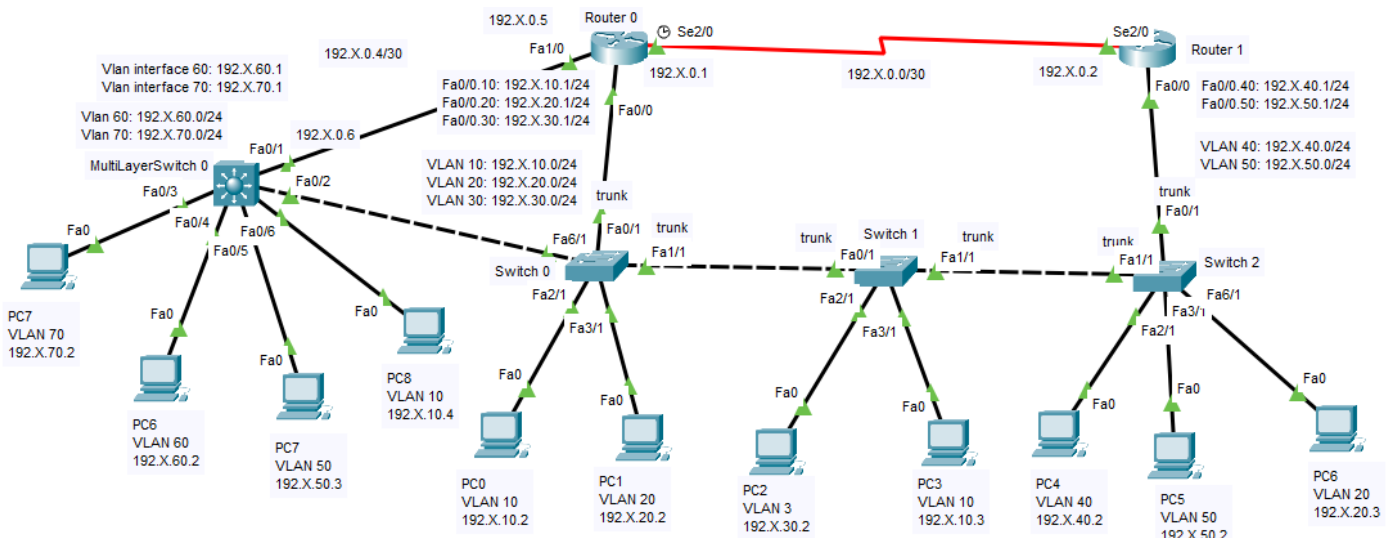 192.X.0.5
Router 0
Se2/0
Fa1/0
192.X.0.1
192.X.0.0/30
Se2/0
Router 1
192.X.0.2
Fa0/0
192.X.0.4/30
Vlan interface 60: 192.X.60.1
Vlan interface 70: 192.X.70.1
Fa0/0.10: 192.X.10.1/24
Fa0/0.20: 192.X.20.1/24
Fa0/0.30: 192.X.30.1/24
Fa0/0
Fa0/0.40: 192.X.40.1/24
Fa0/0.50: 192.X.50.1/24
Vlan 60: 192.X.60.0/24
Vlan 70: 192.X.70.0/24
192.X.0.6
Fa0/1
MultiLayerSwitch 0
Fa0/2
Fa0/3
Fa0/4
Fa0/5
Fa0/6
VLAN 10: 192.X.10.0/24
VLAN 20: 192.X.20.0/24
VLAN 30: 192.X.30.0/24
VLAN 40: 192.X.40.0/24
VLAN 50: 192.X.50.0/24
trunk
Fa0/1
trunk
Fa6/1
Fa1/1
Switch 0
Fa2/1
Fa3/1
trunk
Switch 1
trunk
Fa0/1
Fa1/1
Fa2/1
Fa3/1
trunk
Fa0/1
trunk
Fa1/1
Switch 2
Fa6/1
Fa3/1
Fa2/1
Fa0
PC7
VLAN 70
192.X.70.2
Fa0
PC6
VLAN 60
192.X.60.2
Fa0
PC7
VLAN 50
192.X.50.3
Fa0
PC8
VLAN 10
192.X.10.4
Fa0
PC0
VLAN 10
192.X.10.2
Fa0
PC1
VLAN 20
192.X.20.2
Fa0
PC2
VLAN 3
192.X.30.2
Fa0
PC3
VLAN 10
192.X.10.3
Fa0
PC4
VLAN 40
192.X.40.2
Fa0
PC5
VLAN 50
192.X.50.2
Fa0
PC6
VLAN 20
192.X.20.3